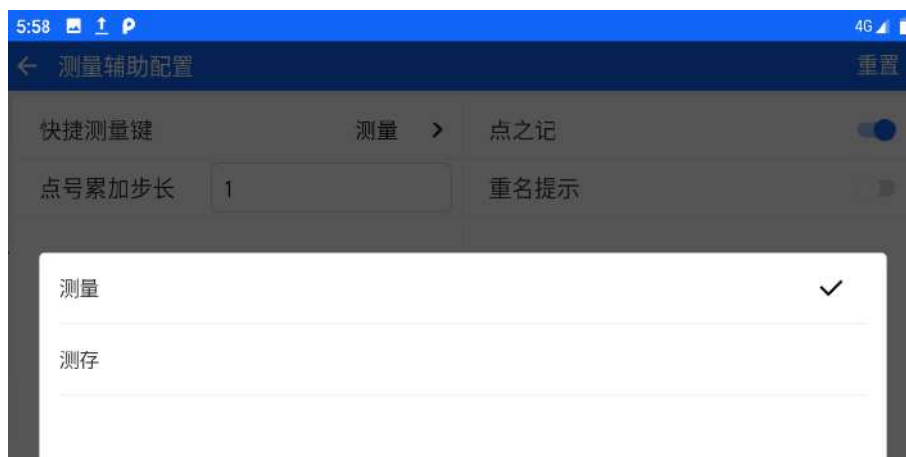 5:58 4G
测量辅助配置 重置
快捷测量键 测量 点之记
点号累加步长 1 重名提示
测量
测存